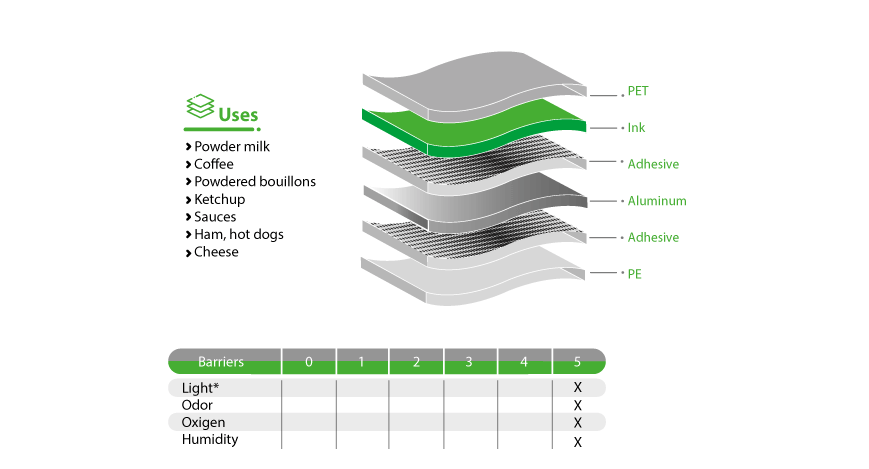 Uses
Powder milk
Coffee
Powdered bouillons
Ketchup
Sauces
Ham, hot dogs
Cheese
PET
Ink
Adhesive
Aluminum
Adhesive
PE
Barriers 0 1 2 3 4 5
Light* X
Odor X
Oxigen X
Humidity X